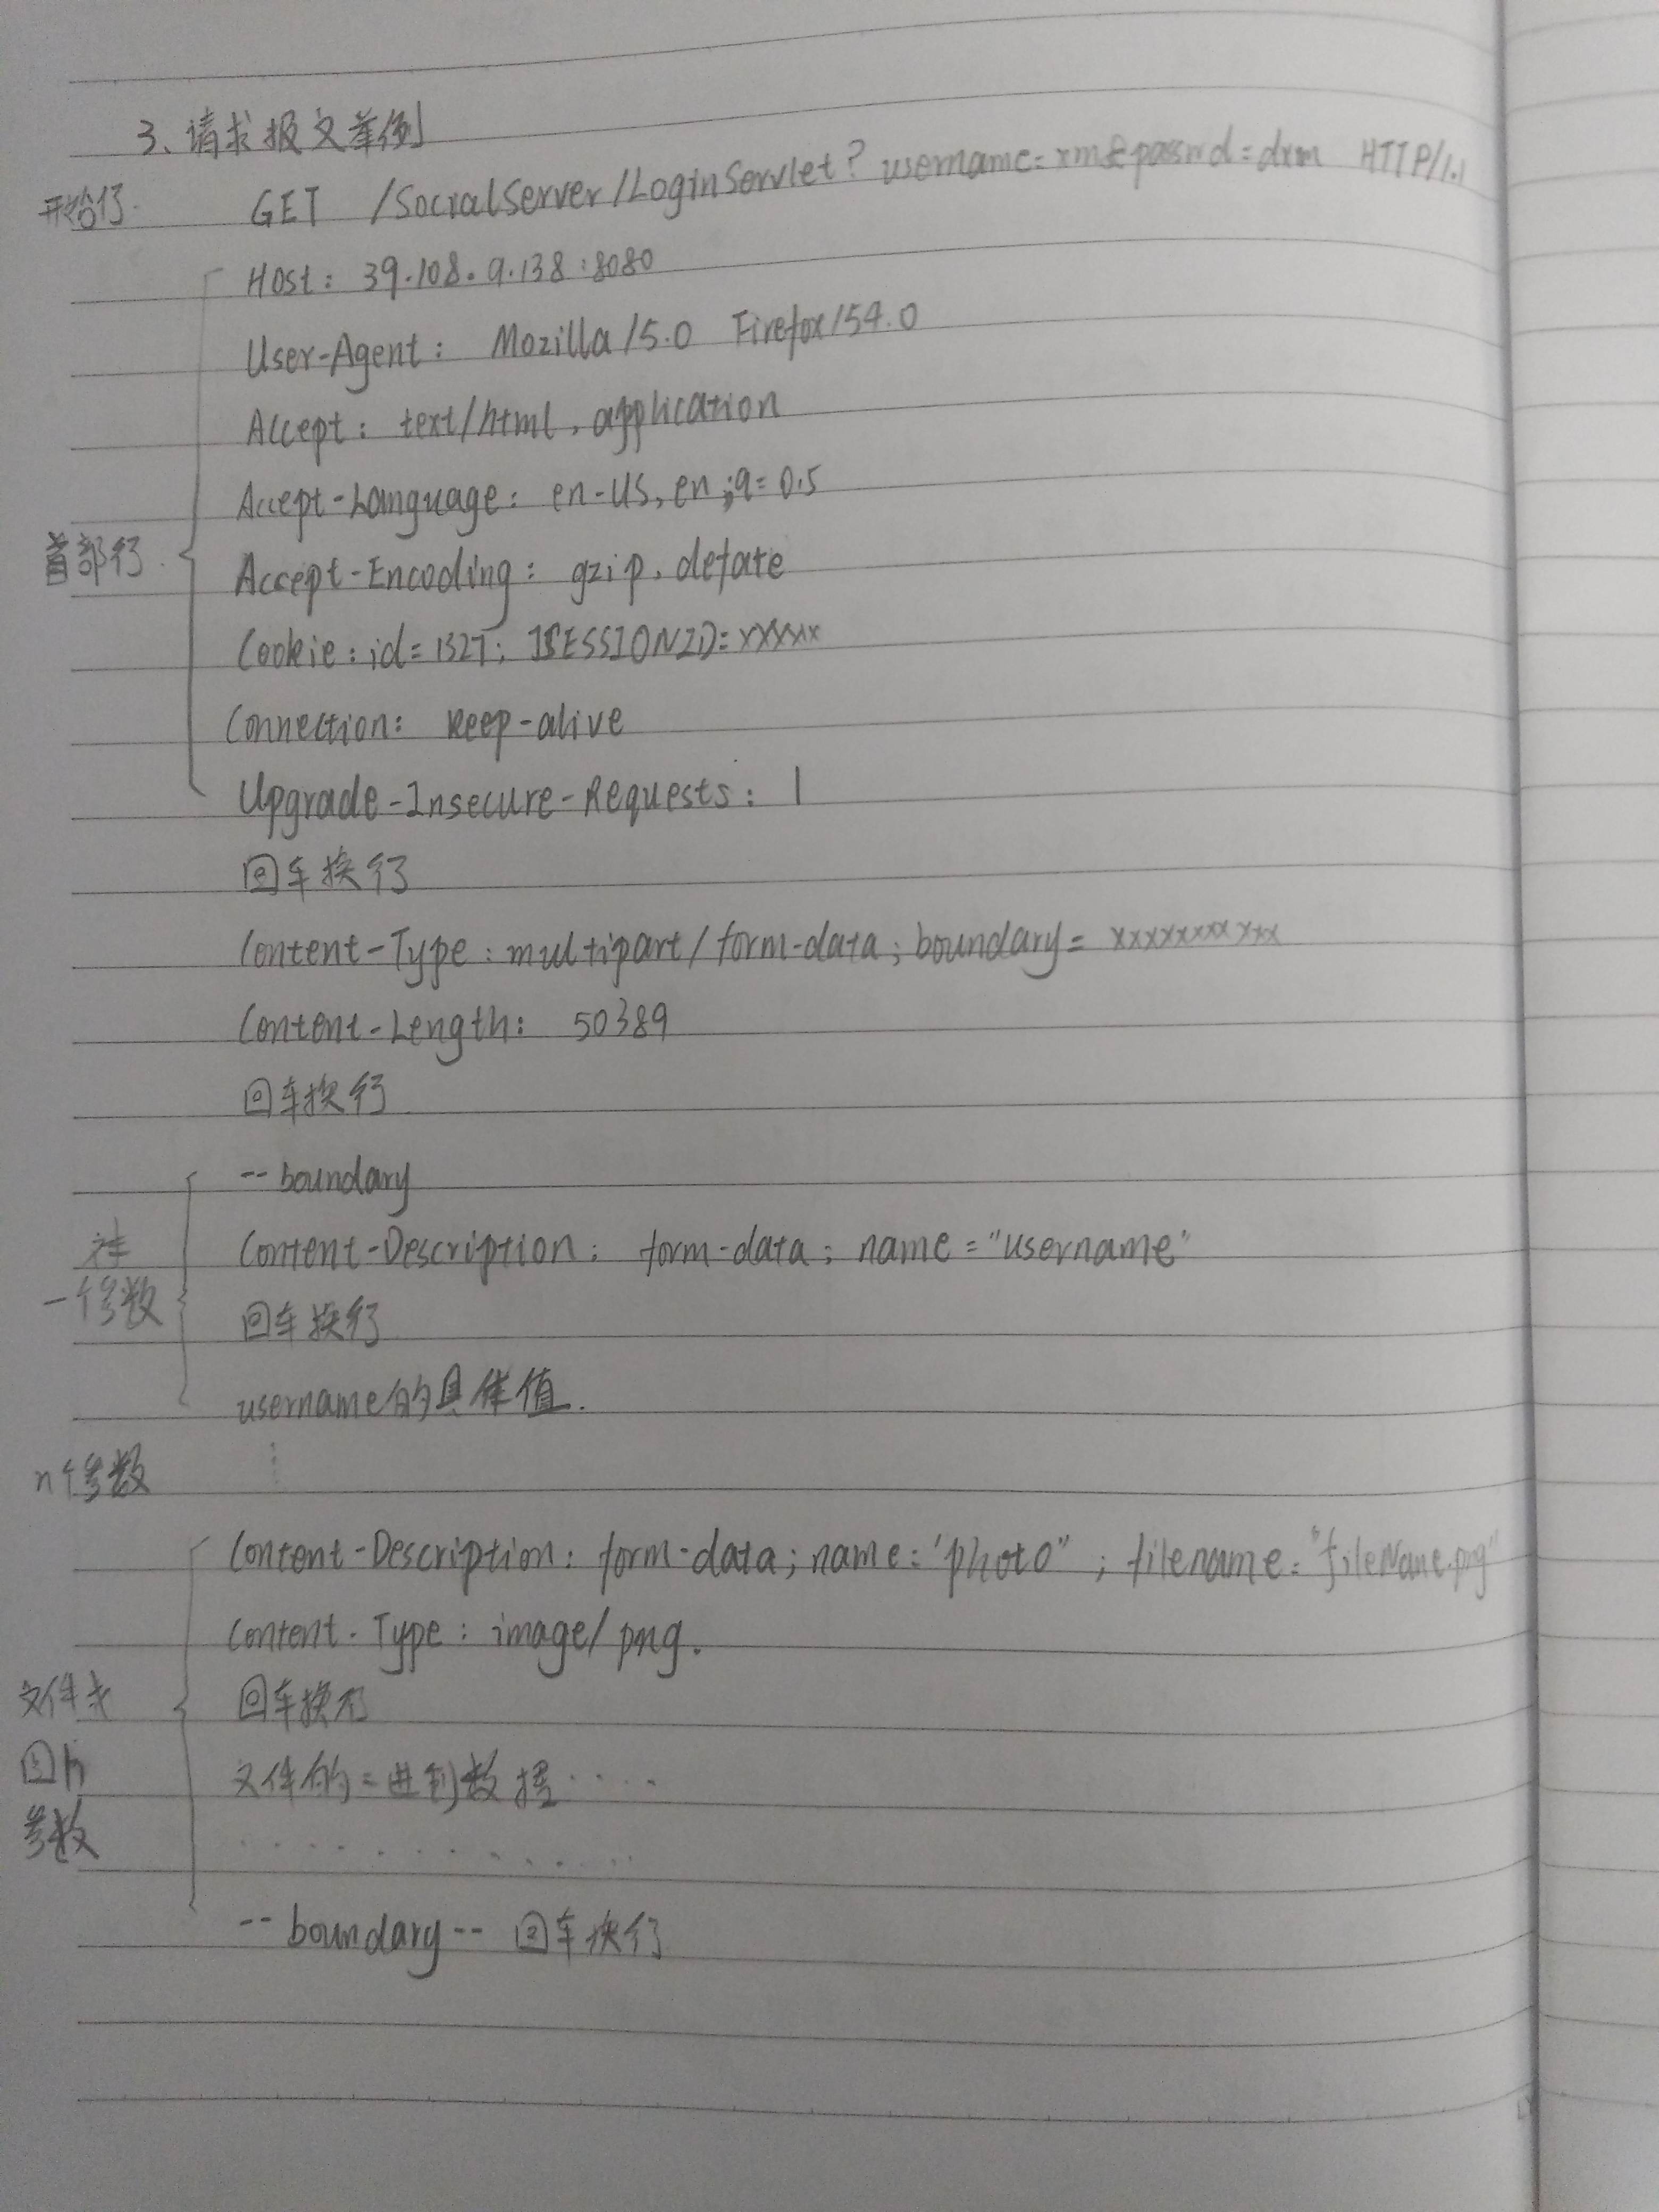 3、请求报文举例
开始行 GET /SocialServer/LoginServlet? username=xm&passwd=dxm HTTP/1.1
Host: 39.108.9.138:8080
User-Agent: Mozilla/5.0 Firefox/54.0
Accept: text/html, application
Accept-Language: en-US, en;q=0.5
首部行 Accept-Encoding: gzip, defate
Cookie: id=1327; JSESSIONID=xxxxx
Connection: keep-alive
Upgrade-Insecure-Requests: 1
回车换行
Content-Type: multipart/form-data; boundary= xxxxxxxxxxx
Content-Length: 50389
回车换行
--boundary
Content-Description: form-data; name="username"
一个参数 回车换行
username的具体值.
n个参数 ⋮
Content-Description: form-data; name='photo"; filename="fileName.png"
Content-Type: image/png.
文件或 回车换行
图片 文件的二进制数据····
参数 ·············
--boundary-- 回车换行